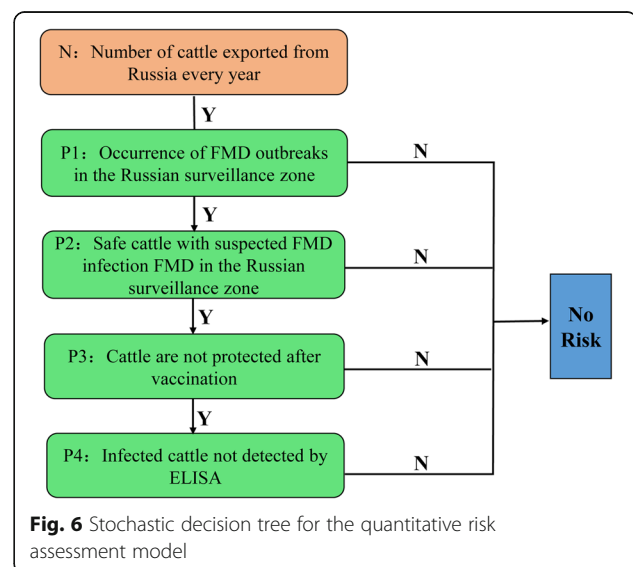 N：Number of cattle exported from
Russia every year
Y
P1：Occurrence of FMD outbreaks
in the Russian surveillance zone
N
Y
P2：Safe cattle with suspected FMD
infection FMD in the Russian
surveillance zone
N
No
Risk
Y
P3：Cattle are not protected after
vaccination
N
Y
P4：Infected cattle not detected by
ELISA
N
Fig. 6 Stochastic decision tree for the quantitative risk
assessment model